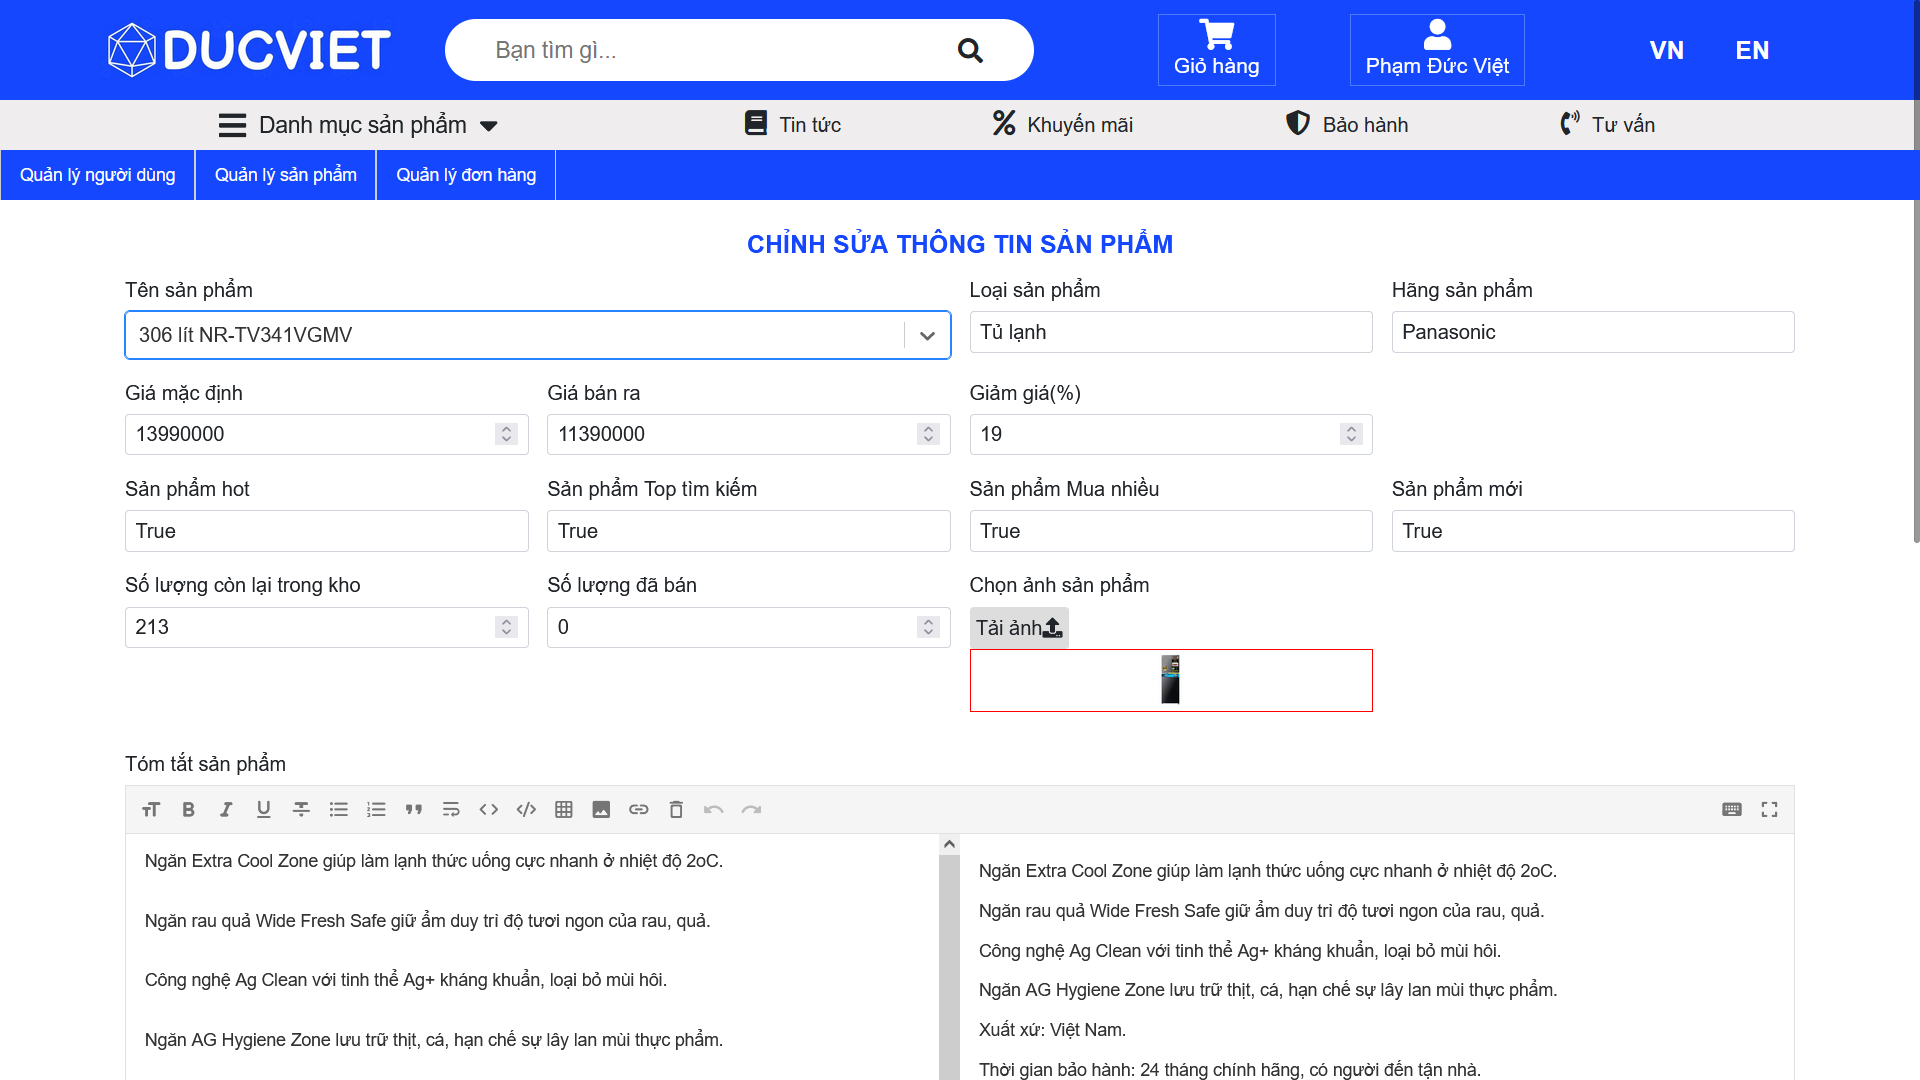 DUCVIET
Bạn tìm gì...
Giỏ hàng
Phạm Đức Việt
VN
EN
Danh mục sản phẩm
Tin tức
Khuyến mãi
Bảo hành
Tư vấn
Quản lý người dùng
Quản lý sản phẩm
Quản lý đơn hàng
CHỈNH SỬA THÔNG TIN SẢN PHẨM
Tên sản phẩm
Loại sản phẩm
Hãng sản phẩm
306 lít NR-TV341VGMV
Tủ lạnh
Panasonic
Giá mặc định
Giá bán ra
Giảm giá(%)
13990000
11390000
19
Sản phẩm hot
Sản phẩm Top tìm kiếm
Sản phẩm Mua nhiều
Sản phẩm mới
True
True
True
True
Số lượng còn lại trong kho
Số lượng đã bán
Chọn ảnh sản phẩm
213
0
Tải ảnh
Tóm tắt sản phẩm
Ngăn Extra Cool Zone giúp làm lạnh thức uống cực nhanh ở nhiệt độ 2oC.
Ngăn rau quả Wide Fresh Safe giữ ẩm duy trì độ tươi ngon của rau, quả.
Công nghệ Ag Clean với tinh thể Ag+ kháng khuẩn, loại bỏ mùi hôi.
Ngăn AG Hygiene Zone lưu trữ thịt, cá, hạn chế sự lây lan mùi thực phẩm.
Ngăn Extra Cool Zone giúp làm lạnh thức uống cực nhanh ở nhiệt độ 2oC.
Ngăn rau quả Wide Fresh Safe giữ ẩm duy trì độ tươi ngon của rau, quả.
Công nghệ Ag Clean với tinh thể Ag+ kháng khuẩn, loại bỏ mùi hôi.
Ngăn AG Hygiene Zone lưu trữ thịt, cá, hạn chế sự lây lan mùi thực phẩm.
Xuất xứ: Việt Nam.
Thời gian bảo hành: 24 tháng chính hãng, có người đến tận nhà.